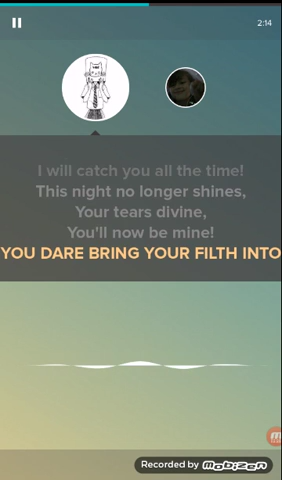 2:14
I will catch you all the time!
This night no longer shines,
Your tears divine,
You'll now be mine!
YOU DARE BRING YOUR FILTH INTO
Recorded by mobizen